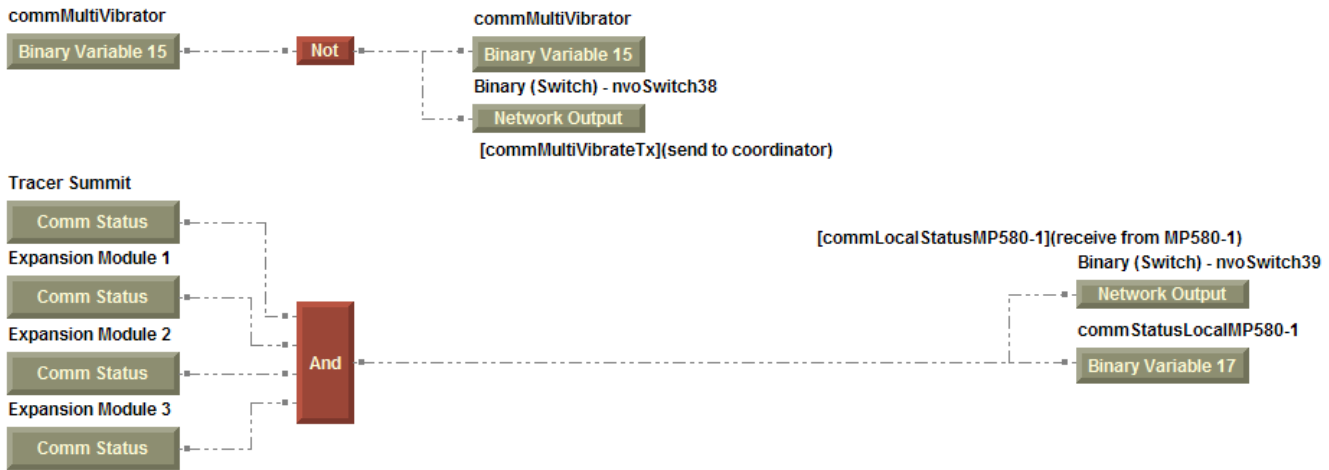 commMultiVibrator
Binary Variable 15
Not
commMultiVibrator
Binary Variable 15
Binary (Switch) - nvoSwitch38
Network Output
[commMultiVibrateTx](send to coordinator)
Tracer Summit
Comm Status
Expansion Module 1
Comm Status
Expansion Module 2
Comm Status
Expansion Module 3
Comm Status
And
[commLocalStatusMP580-1](receive from MP580-1)
Binary (Switch) - nvoSwitch39
Network Output
commStatusLocalMP580-1
Binary Variable 17